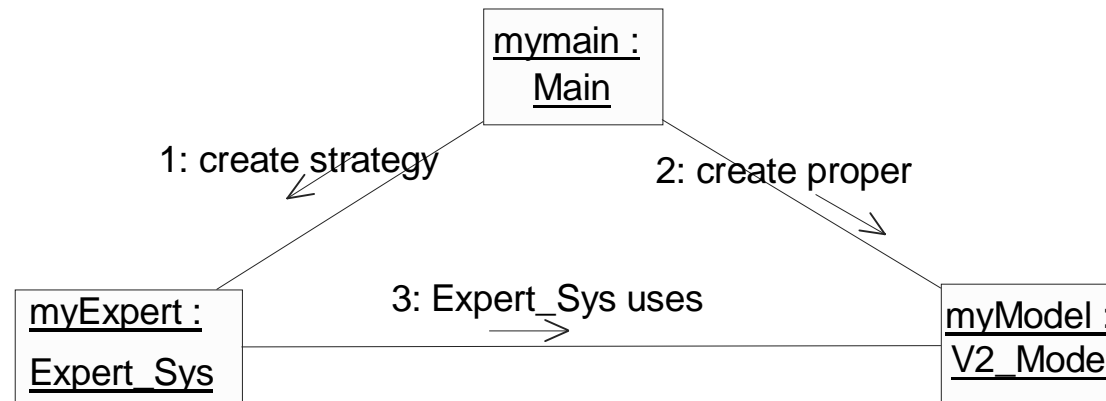 mymain :
Main
1: create strategy
2: create proper
3: Expert_Sys uses
myExpert :
Expert_Sys
myModel :
V2_Mode